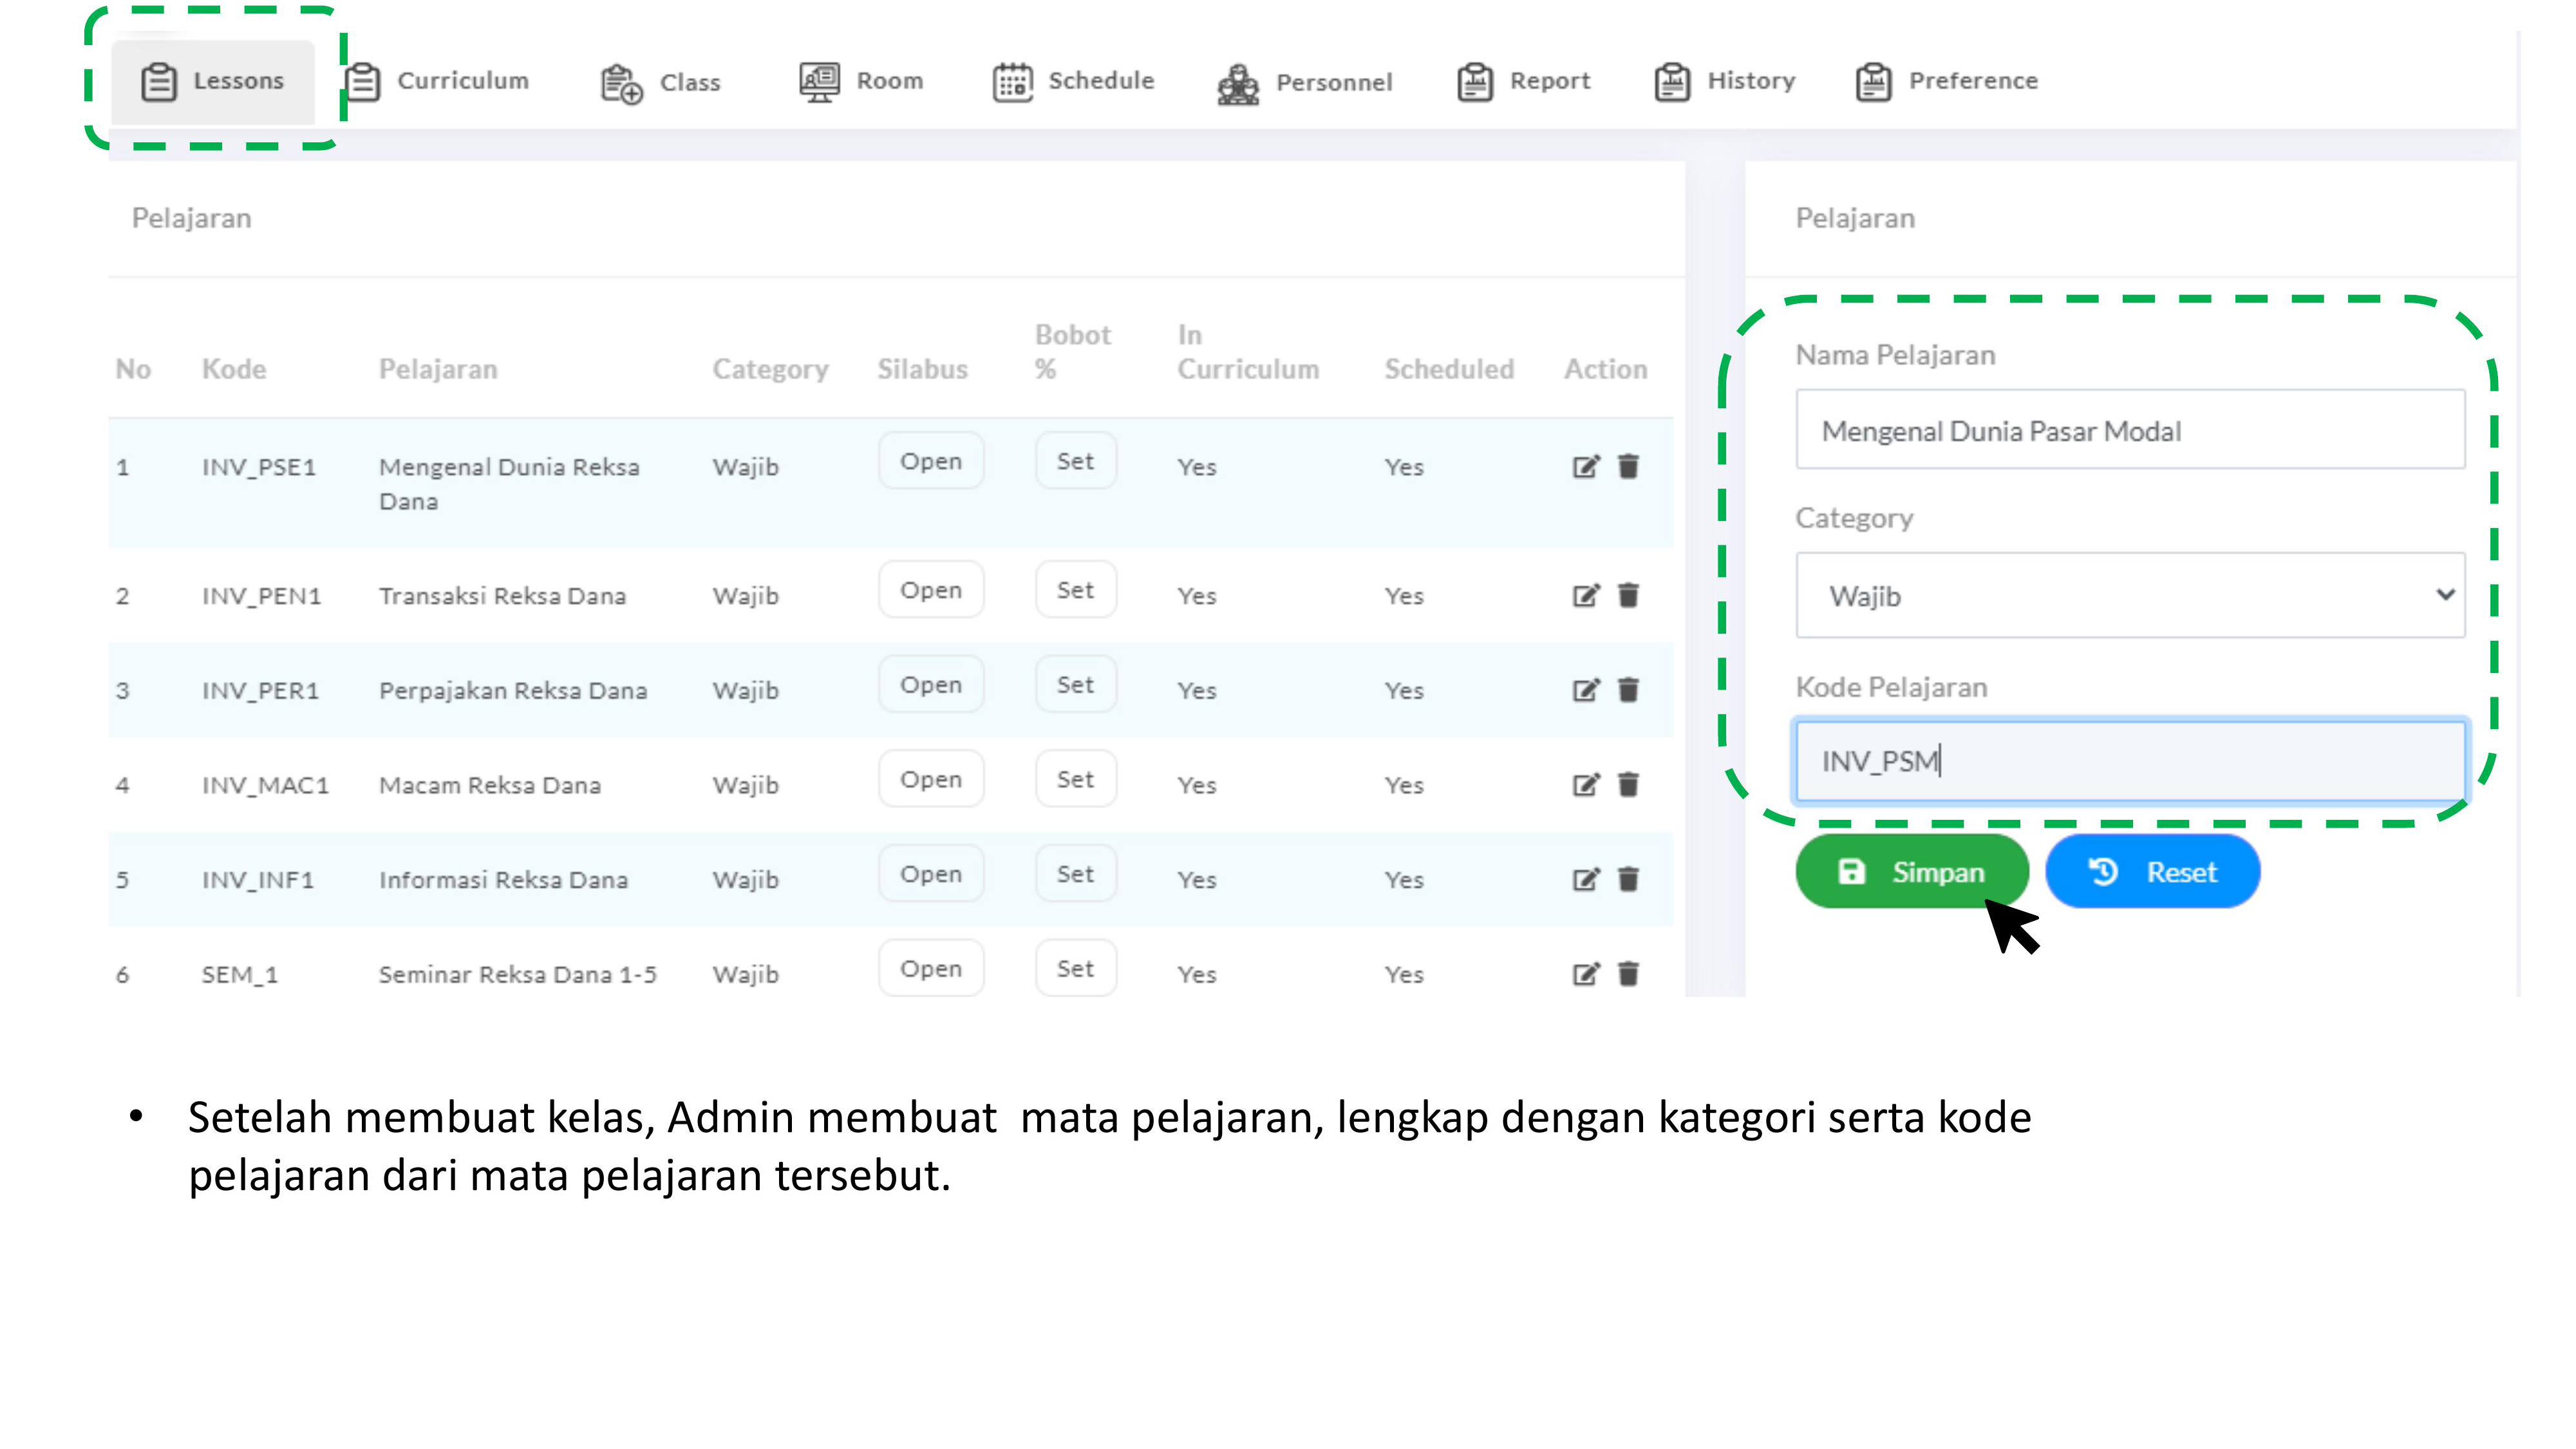 Lessons Curriculum Class Room Schedule Personnel Report History Preference
Pelajaran
No Kode Pelajaran Category Silabus Bobot % In Curriculum Scheduled Action
1 INV_PSE1 Mengenal Dunia Reksa Dana Wajib Open Set Yes Yes
2 INV_PEN1 Transaksi Reksa Dana Wajib Open Set Yes Yes
3 INV_PER1 Perpajakan Reksa Dana Wajib Open Set Yes Yes
4 INV_MAC1 Macam Reksa Dana Wajib Open Set Yes Yes
5 INV_INF1 Informasi Reksa Dana Wajib Open Set Yes Yes
6 SEM_1 Seminar Reksa Dana 1-5 Wajib Open Set Yes Yes
Pelajaran
Nama Pelajaran
Mengenal Dunia Pasar Modal
Category
Wajib
Kode Pelajaran
INV_PSM
Simpan Reset
• Setelah membuat kelas, Admin membuat  mata pelajaran, lengkap dengan kategori serta kode
pelajaran dari mata pelajaran tersebut.